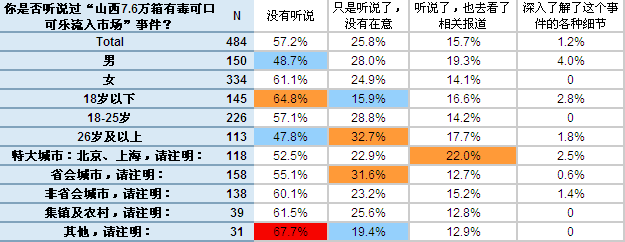 你是否听说过“山西7.6万箱有毒可口 N 没有听说 只是听说了, 听说了,也去看了 深入了解了这个事
可乐流入市场”事件? 没有在意 相关报道 件的各种细节
Total 484 57.2% 25.8% 15.7% 1.2%
男 150 48.7% 28.0% 19.3% 4.0%
女 334 61.1% 24.9% 14.1% 0
18岁以下 145 64.8% 15.9% 16.6% 2.8%
18-25岁 226 57.1% 28.8% 14.2% 0
26岁及以上 113 47.8% 32.7% 17.7% 1.8%
特大城市:北京、上海,请注明: 118 52.5% 22.9% 22.0% 2.5%
省会城市,请注明: 158 55.1% 31.6% 12.7% 0.6%
非省会城市,请注明: 138 60.1% 23.2% 15.2% 1.4%
集镇及农村,请注明: 39 61.5% 25.6% 12.8% 0
其他,请注明: 31 67.7% 19.4% 12.9% 0